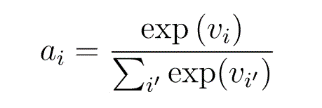 a_i = \frac{\exp(v_i)}{\sum_{i'} \exp(v_{i'})}